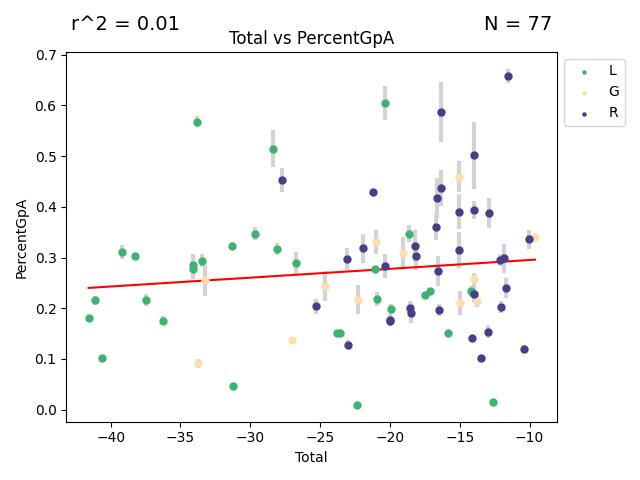 r^2 = 0.01
N = 77
Total vs PercentGpA
L
G
R
PercentGpA
0.7
0.6
0.5
0.4
0.3
0.2
0.1
0.0
−40
−35
−30
−25
−20
−15
−10
Total